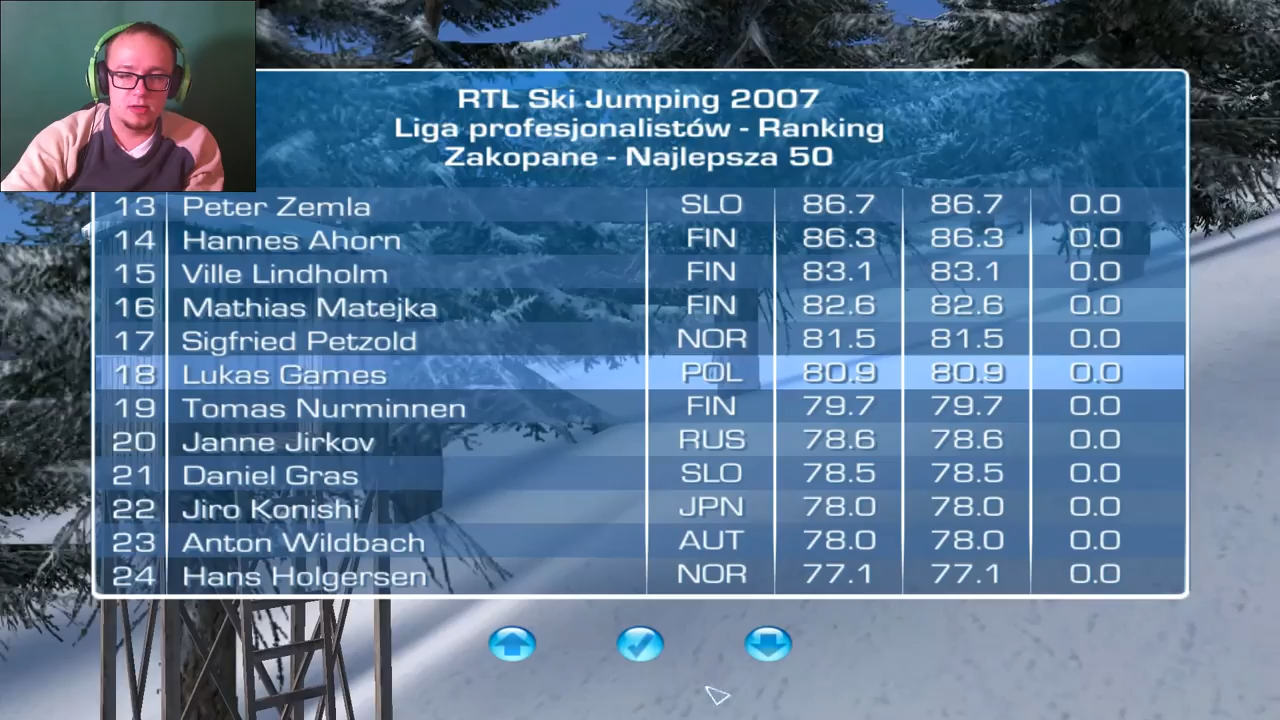 RTL Ski Jumping 2007
Liga profesjonalistów - Ranking
Zakopane - Najlepsza 50
13 Peter Zemla SLO 86.7 86.7 0.0
14 Hannes Ahorn FIN 86.3 86.3 0.0
15 Ville Lindholm FIN 83.1 83.1 0.0
16 Mathias Matejka FIN 82.6 82.6 0.0
17 Sigfried Petzold NOR 81.5 81.5 0.0
18 Lukas Games POL 80.9 80.9 0.0
19 Tomas Nurminnen FIN 79.7 79.7 0.0
20 Janne Jirkov RUS 78.6 78.6 0.0
21 Daniel Gras SLO 78.5 78.5 0.0
22 Jiro Konishi JPN 78.0 78.0 0.0
23 Anton Wildbach AUT 78.0 78.0 0.0
24 Hans Holgersen NOR 77.1 77.1 0.0